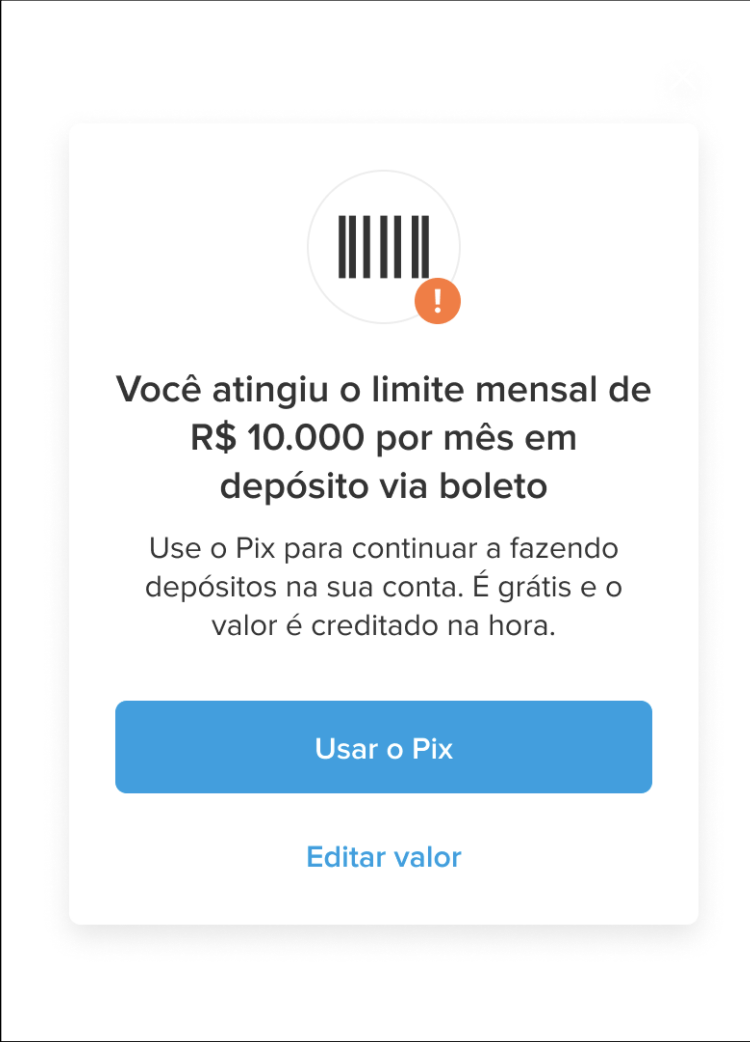 Você atingiu o limite mensal de
R$ 10.000 por mês em
depósito via boleto
Use o Pix para continuar a fazendo
depósitos na sua conta. É grátis e o
valor é creditado na hora.
Usar o Pix
Editar valor